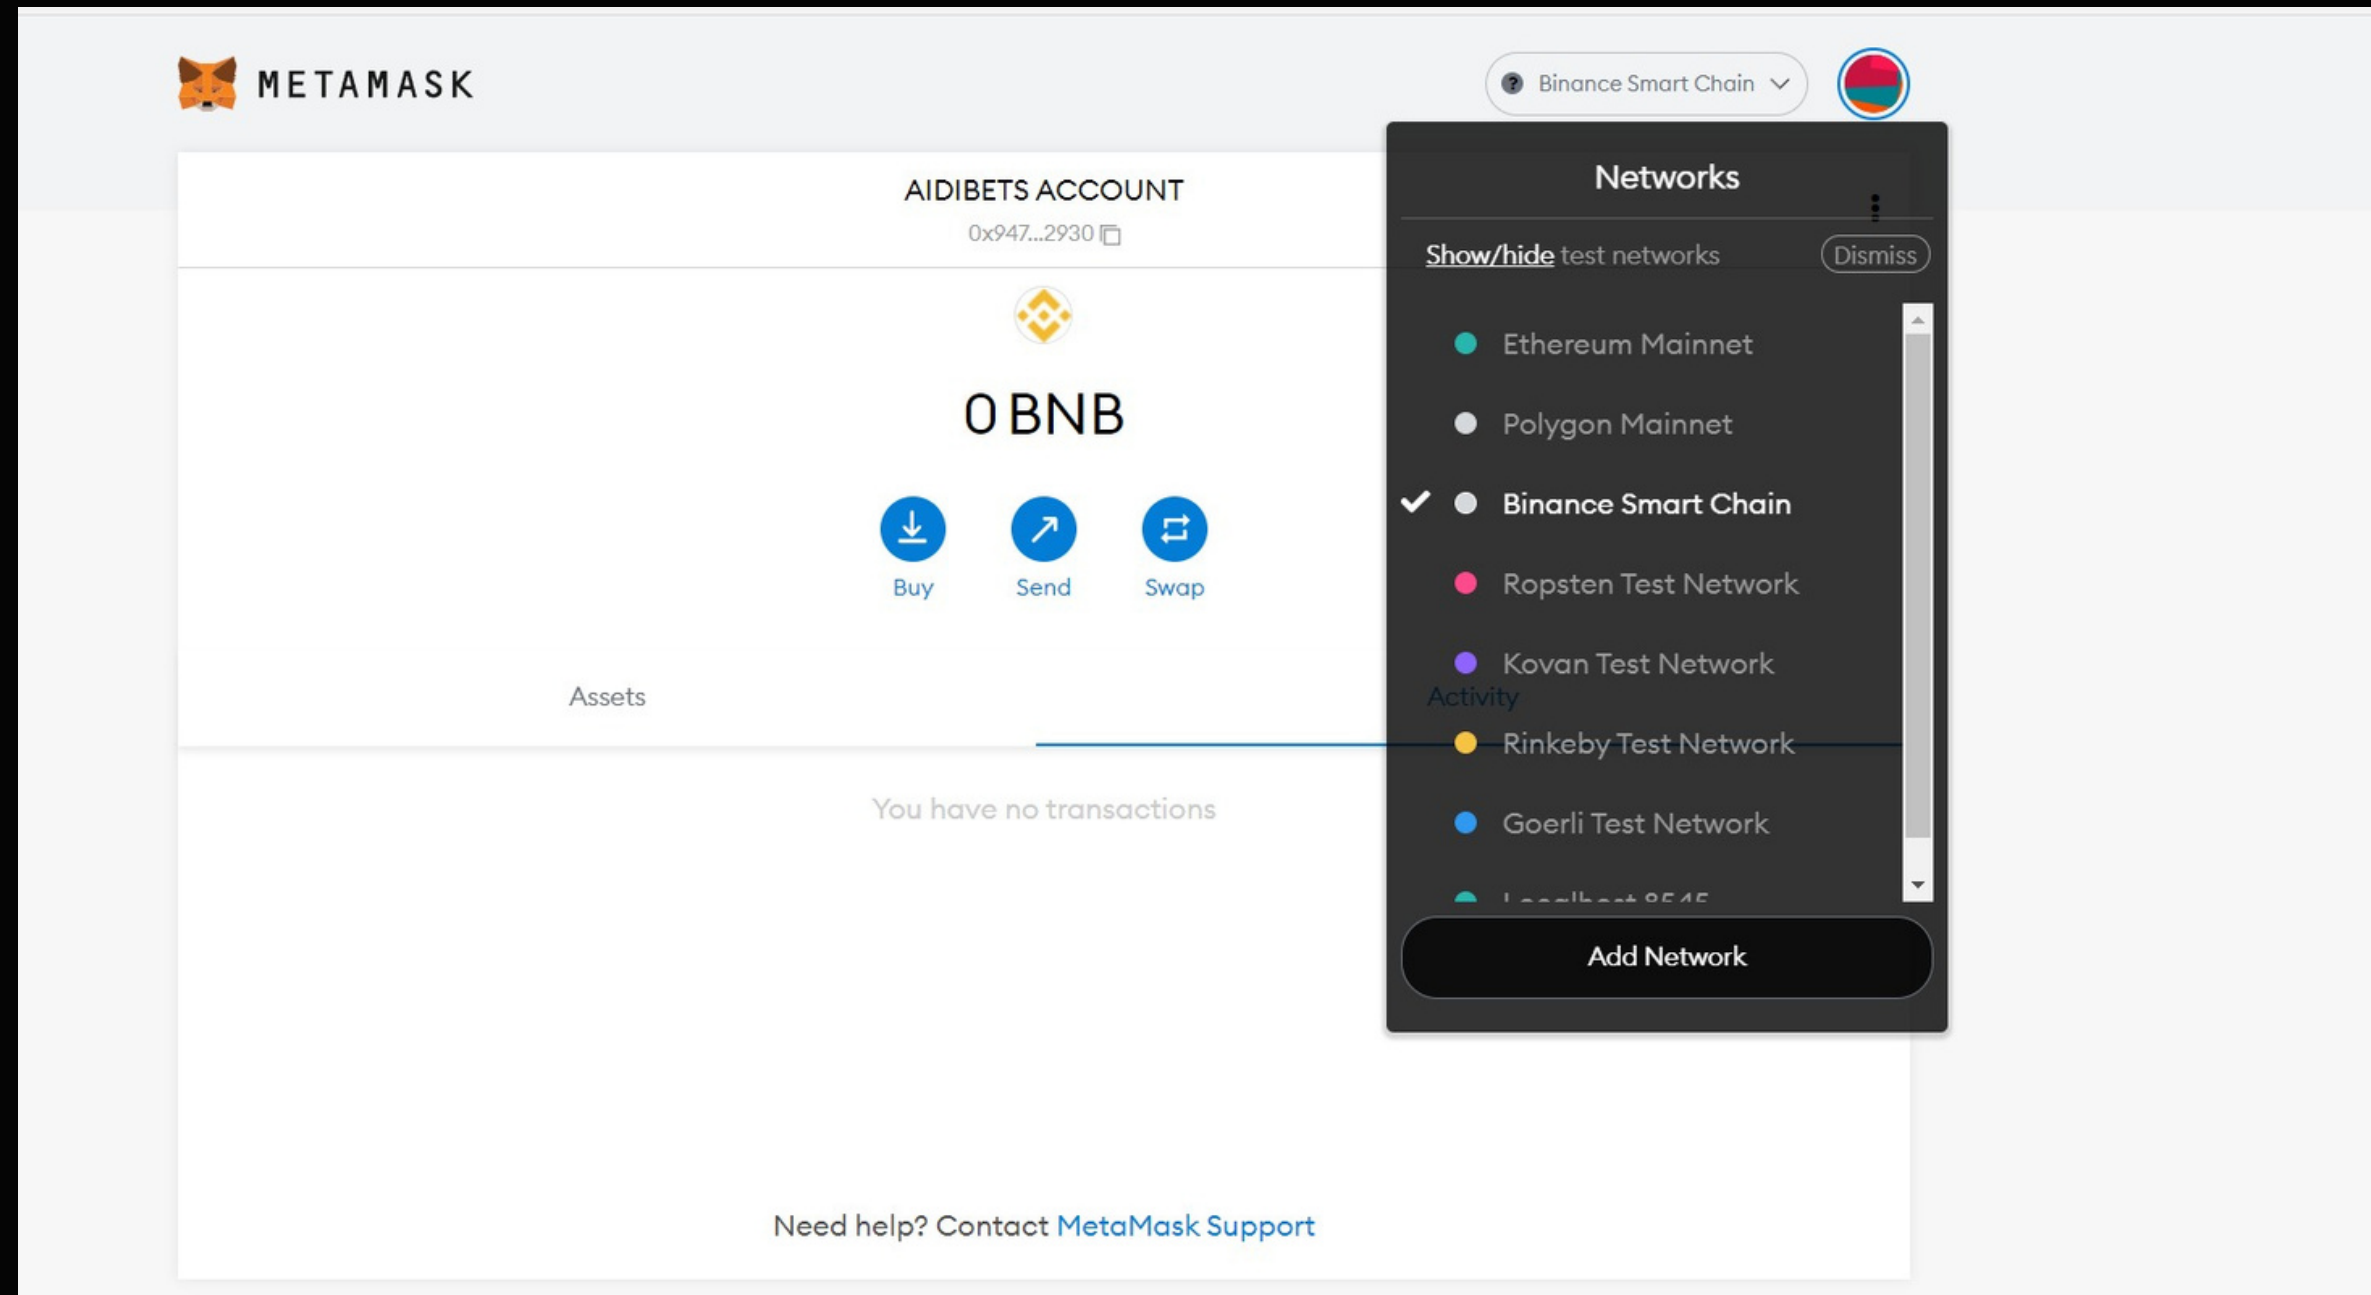 METAMASK
Binance Smart Chain
AIDIBETS ACCOUNT
0x947...2930
0 BNB
Buy
Send
Swap
Assets
Activity
You have no transactions
Need help? Contact MetaMask Support
Networks
Show/hide test networks
Dismiss
Ethereum Mainnet
Polygon Mainnet
Binance Smart Chain
Ropsten Test Network
Kovan Test Network
Rinkeby Test Network
Goerli Test Network
Localhost 8545
Add Network